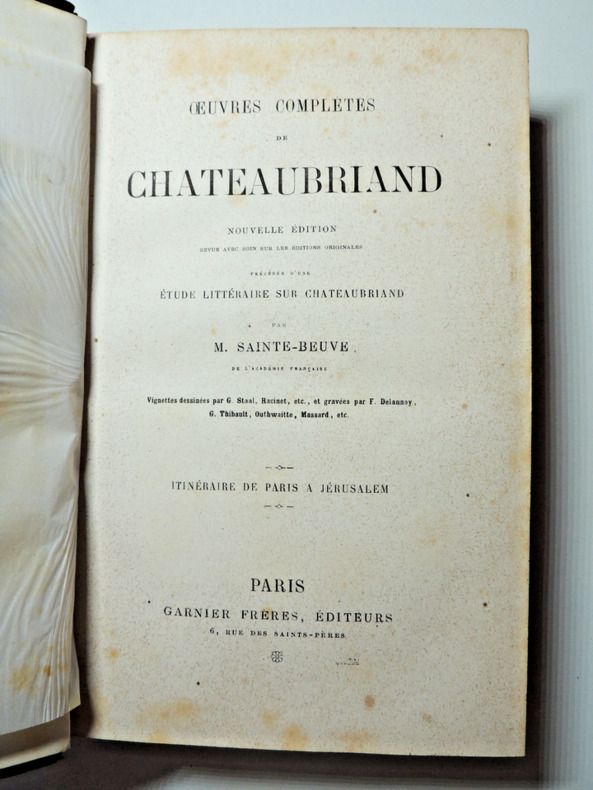 ŒUVRES COMPLÈTES
DE
CHATEAUBRIAND
NOUVELLE ÉDITION
REVUE AVEC SOIN SUR LES ÉDITIONS ORIGINALES
PRÉCÉDÉE D'UNE
ÉTUDE LITTÉRAIRE SUR CHATEAUBRIAND
PAR
M. SAINTE-BEUVE
DE L'ACADÉMIE FRANÇAISE
Vignettes dessinées par G. Staal, Racinet, etc., et gravées par F. Delannoy,
G. Thibault, Outhwaitte, Massard, etc.
ITINÉRAIRE DE PARIS A JÉRUSALEM
PARIS
GARNIER FRÈRES, ÉDITEURS
6, RUE DES SAINTS-PÈRES